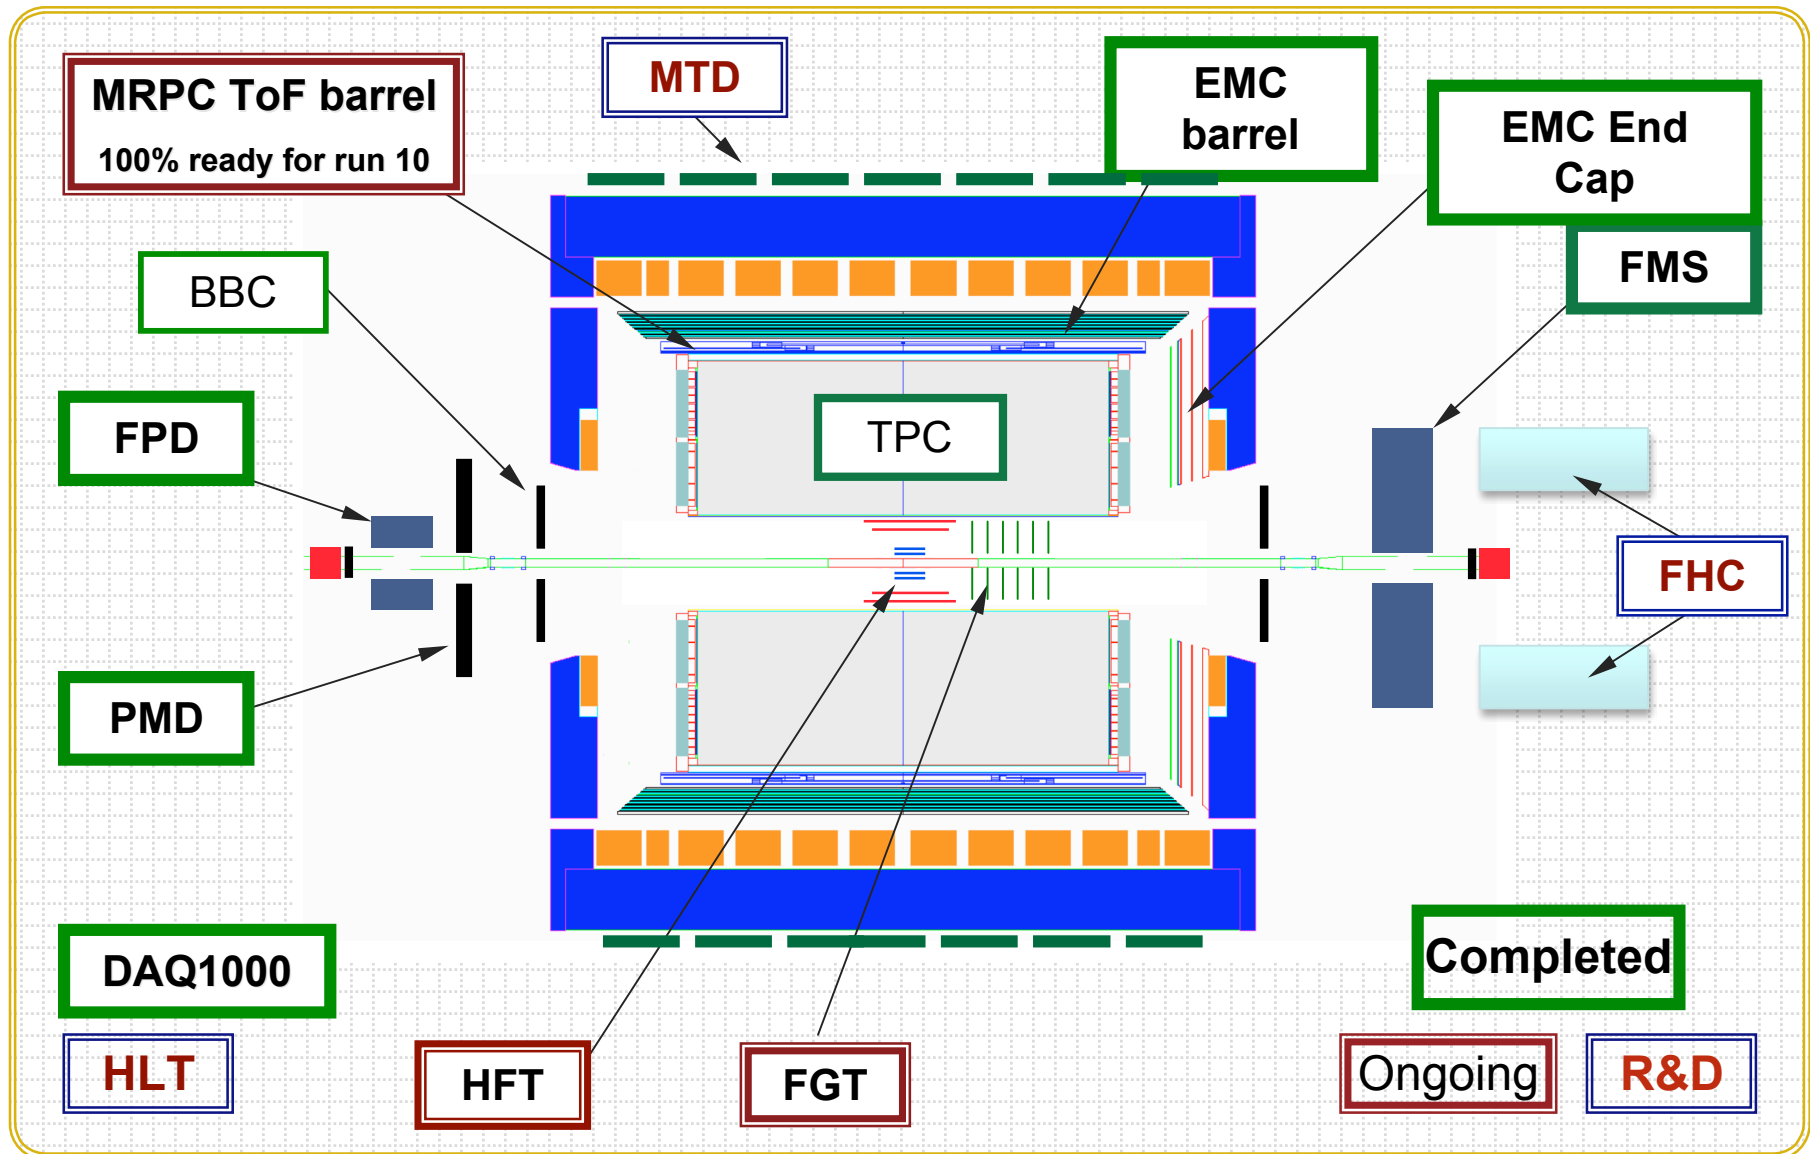 MRPC ToF barrel
100% ready for run 10
MTD
EMC
barrel
EMC End
Cap
FMS
BBC
FPD
TPC
FHC
PMD
DAQ1000
Completed
HLT
HFT
FGT
Ongoing
R&D